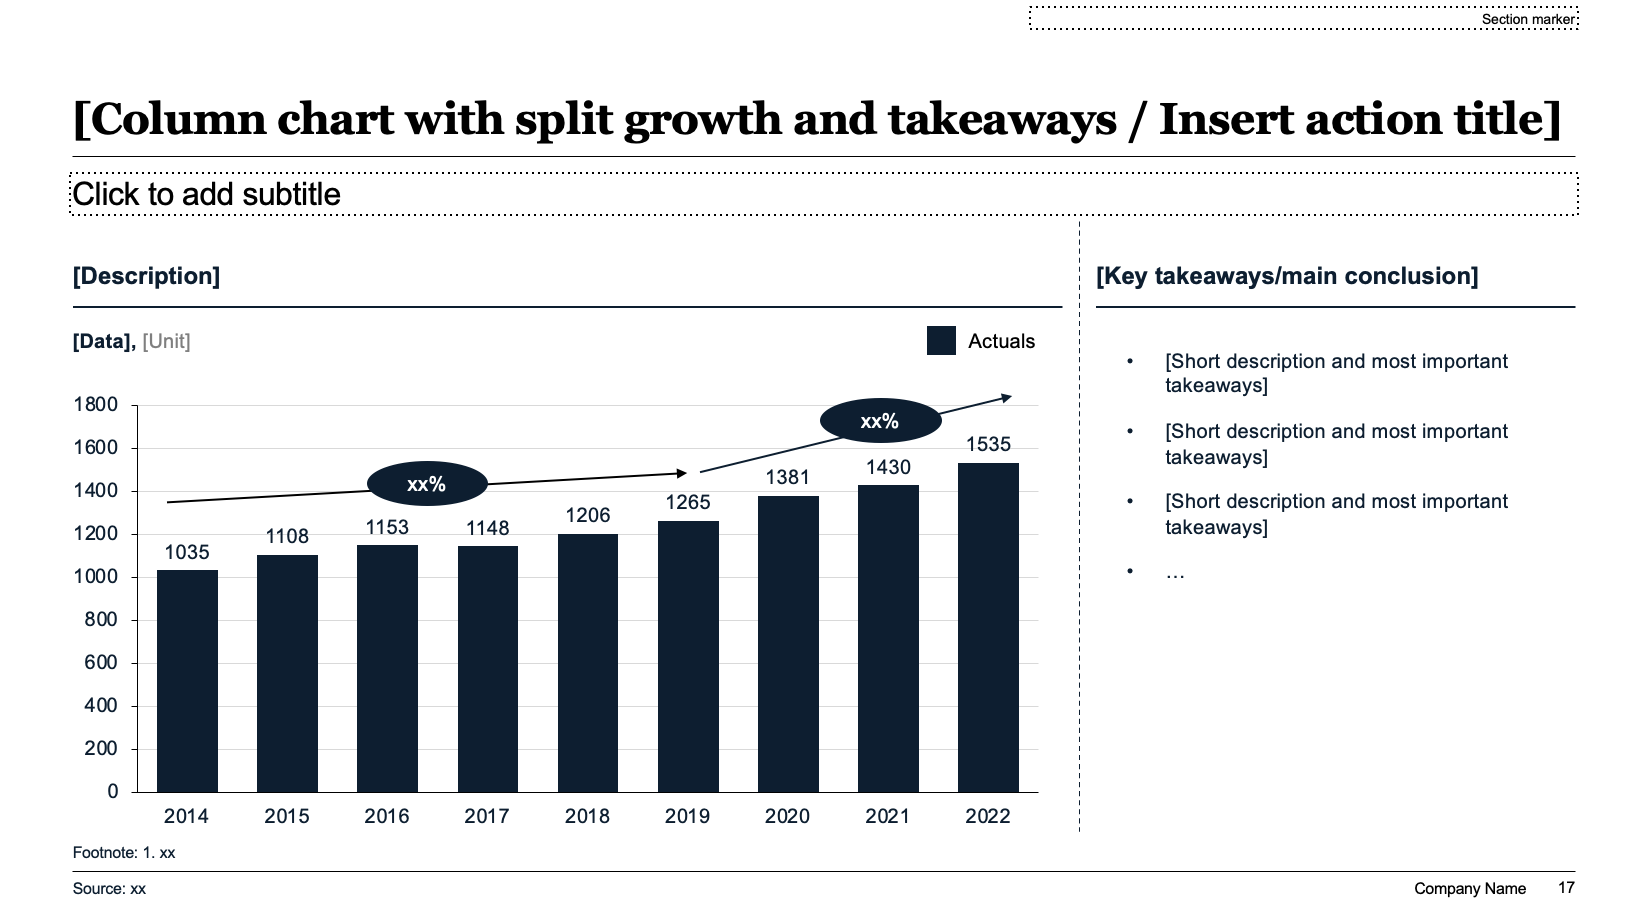 Section marker
[Column chart with split growth and takeaways / Insert action title]
Click to add subtitle
[Description]
[Data], [Unit]
Actuals
1800
1600
1400
1200
1000
800
600
400
200
0
xx%
xx%
1035
1108
1153
1148
1206
1265
1381
1430
1535
2014
2015
2016
2017
2018
2019
2020
2021
2022
[Key takeaways/main conclusion]
• [Short description and most important
takeaways]
• [Short description and most important
takeaways]
• [Short description and most important
takeaways]
• …
Footnote: 1. xx
Source: xx
Company Name
17